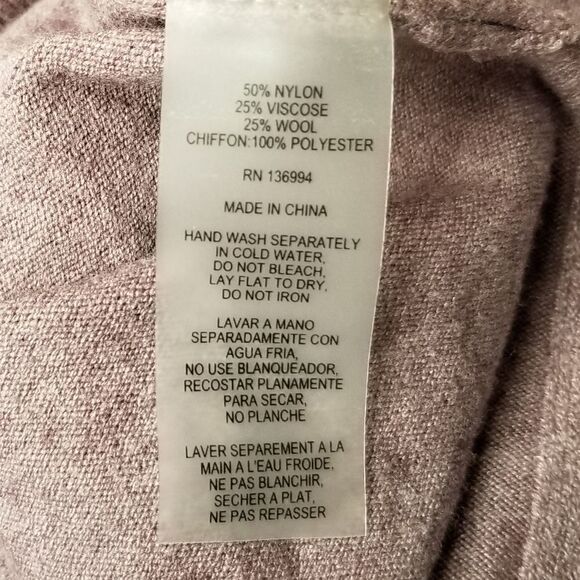 50% NYLON
25% VISCOSE
25% WOOL
CHIFFON:100% POLYESTER
RN 136994
MADE IN CHINA
HAND WASH SEPARATELY
IN COLD WATER,
DO NOT BLEACH,
LAY FLAT TO DRY,
DO NOT IRON
LAVAR A MANO
SEPARADAMENTE CON
AGUA FRIA,
NO USE BLANQUEADOR,
RECOSTAR PLANAMENTE
PARA SECAR,
NO PLANCHE
LAVER SEPAREMENT A LA
MAIN A L'EAU FROIDE,
NE PAS BLANCHIR,
SECHER A PLAT,
NE PAS REPASSER